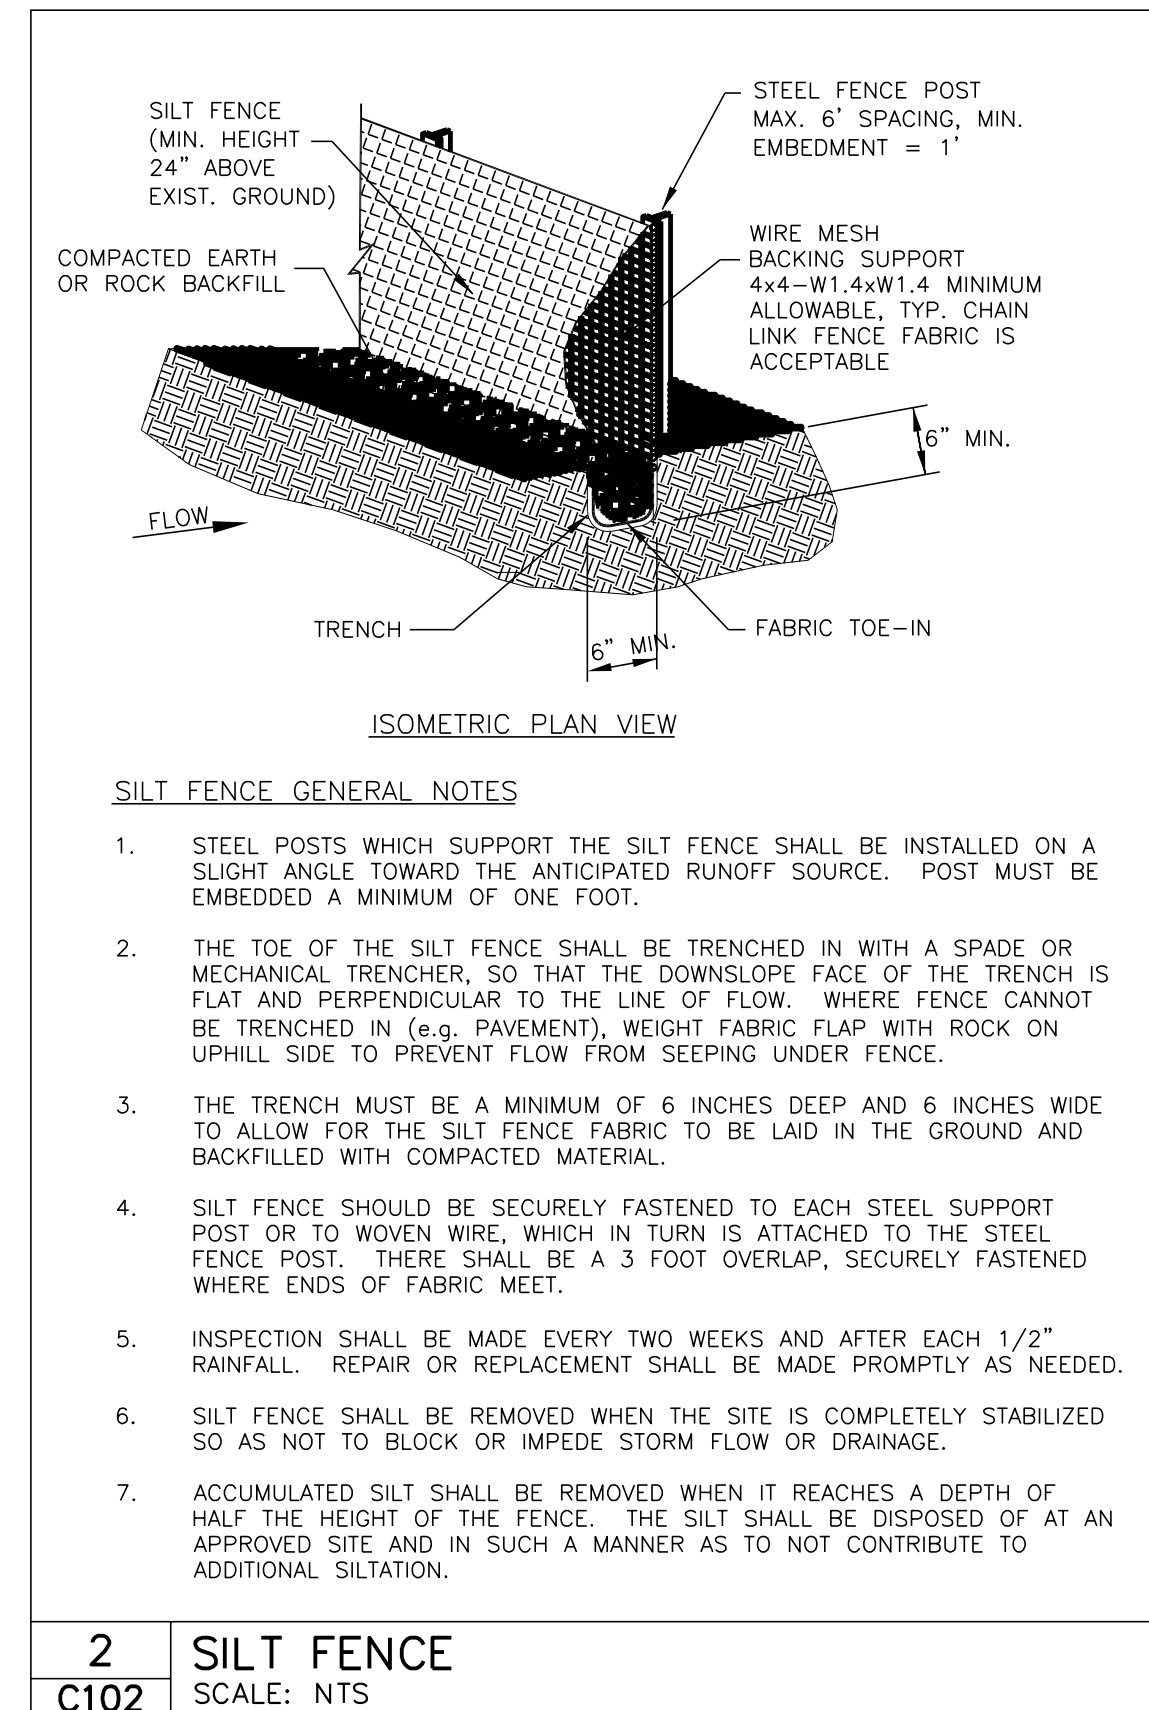 SILT FENCE
(MIN. HEIGHT
24" ABOVE
EXIST. GROUND)
COMPACTED EARTH
OR ROCK BACKFILL
STEEL FENCE POST
MAX. 6' SPACING, MIN.
EMBEDMENT = 1'
WIRE MESH
BACKING SUPPORT
4x4-W1.4xW1.4 MINIMUM
ALLOWABLE, TYP. CHAIN
LINK FENCE FABRIC IS
ACCEPTABLE
6" MIN.
FLOW
TRENCH
6" MIN.
FABRIC TOE-IN
ISOMETRIC PLAN VIEW
SILT FENCE GENERAL NOTES
1. STEEL POSTS WHICH SUPPORT THE SILT FENCE SHALL BE INSTALLED ON A
SLIGHT ANGLE TOWARD THE ANTICIPATED RUNOFF SOURCE. POST MUST BE
EMBEDDED A MINIMUM OF ONE FOOT.
2. THE TOE OF THE SILT FENCE SHALL BE TRENCHED IN WITH A SPADE OR
MECHANICAL TRENCHER, SO THAT THE DOWNSLOPE FACE OF THE TRENCH IS
FLAT AND PERPENDICULAR TO THE LINE OF FLOW. WHERE FENCE CANNOT
BE TRENCHED IN (e.g. PAVEMENT), WEIGHT FABRIC FLAP WITH ROCK ON
UPHILL SIDE TO PREVENT FLOW FROM SEEPING UNDER FENCE.
3. THE TRENCH MUST BE A MINIMUM OF 6 INCHES DEEP AND 6 INCHES WIDE
TO ALLOW FOR THE SILT FENCE FABRIC TO BE LAID IN THE GROUND AND
BACKFILLED WITH COMPACTED MATERIAL.
4. SILT FENCE SHOULD BE SECURELY FASTENED TO EACH STEEL SUPPORT
POST OR TO WOVEN WIRE, WHICH IN TURN IS ATTACHED TO THE STEEL
FENCE POST. THERE SHALL BE A 3 FOOT OVERLAP, SECURELY FASTENED
WHERE ENDS OF FABRIC MEET.
5. INSPECTION SHALL BE MADE EVERY TWO WEEKS AND AFTER EACH 1/2"
RAINFALL. REPAIR OR REPLACEMENT SHALL BE MADE PROMPTLY AS NEEDED.
6. SILT FENCE SHALL BE REMOVED WHEN THE SITE IS COMPLETELY STABILIZED
SO AS NOT TO BLOCK OR IMPEDE STORM FLOW OR DRAINAGE.
7. ACCUMULATED SILT SHALL BE REMOVED WHEN IT REACHES A DEPTH OF
HALF THE HEIGHT OF THE FENCE. THE SILT SHALL BE DISPOSED OF AT AN
APPROVED SITE AND IN SUCH A MANNER AS TO NOT CONTRIBUTE TO
ADDITIONAL SILTATION.
2
C102
SILT FENCE
SCALE: NTS